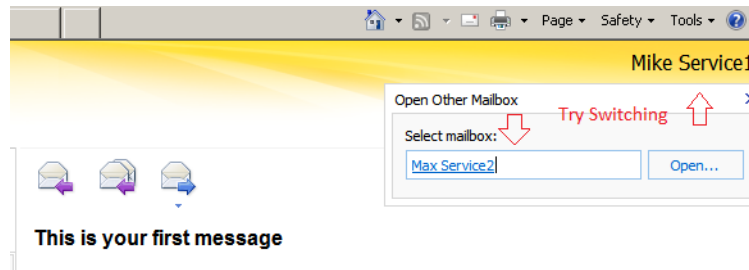 Page Safety Tools
Mike Service1
Open Other Mailbox
Try Switching
Select mailbox:
Max Service2
Open...
This is your first message